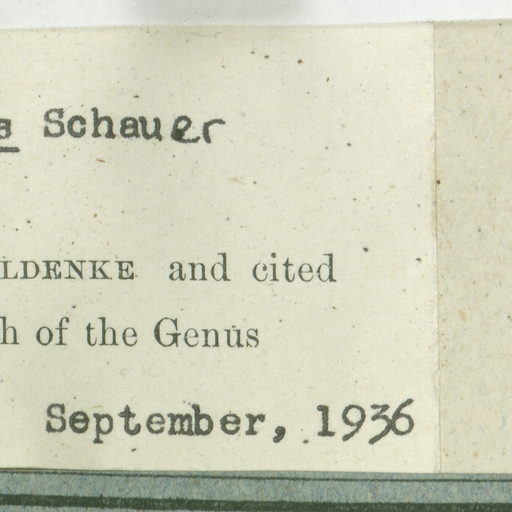 a Schauer
LDENKE and cited
h of the Genus
September, 1936